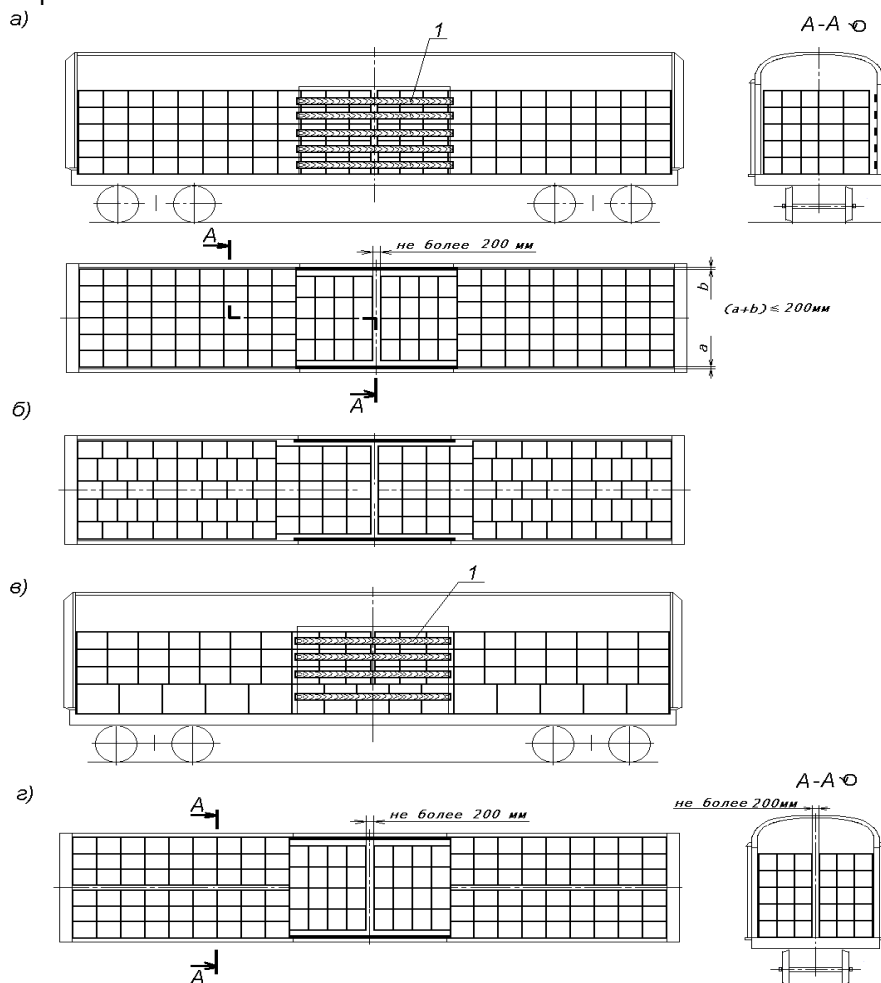 а)
1
А-А
А
не более 200 мм
b
(a+b) ≤ 200мм
a
А
б)
в)
1
г)
А
не более 200 мм
А
А-А
не более 200мм